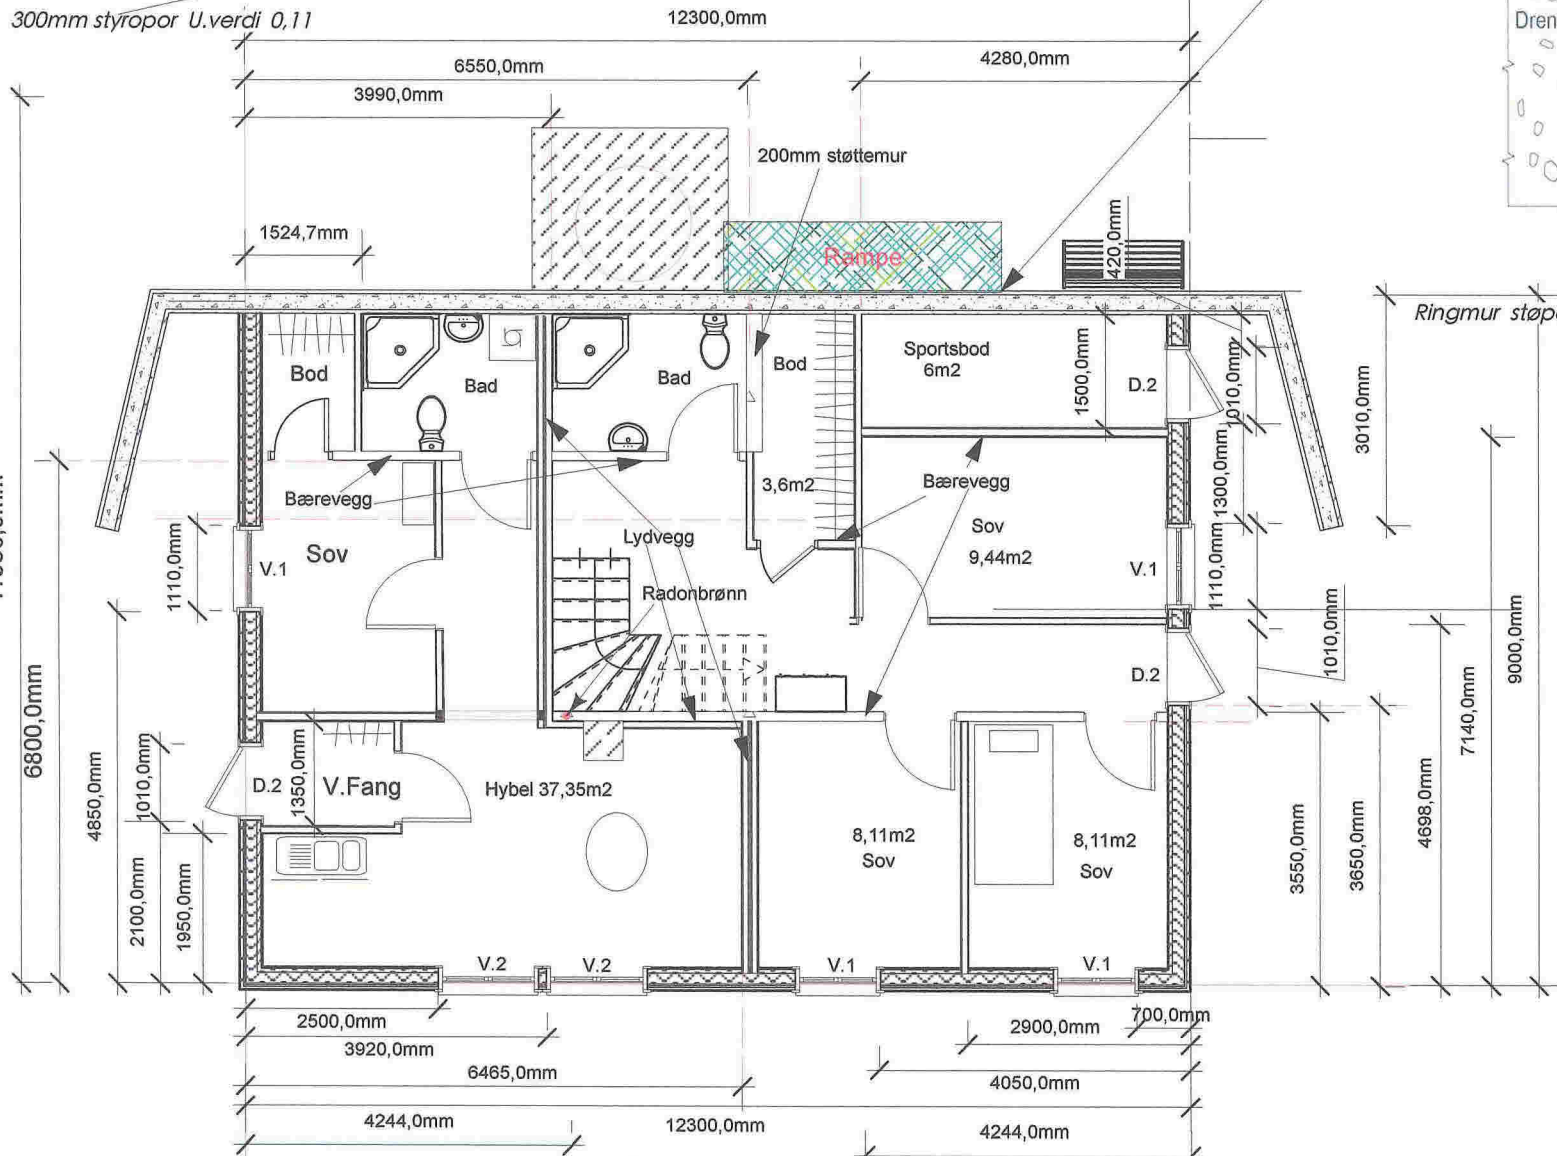 300mm styropor U.verdi 0,11
12300,0mm
Dren
6550,0mm
4280,0mm
3990,0mm
200mm støttemur
1524,7mm
420,0mm
Rampe
Ringmur støp
Bod
Bad
Bad
Bod
Sportsbod
6m2
1500,0mm
D.2
1010,0mm
3010,0mm
Bærevegg
3,6m2
Bærevegg
1300,0mm
Sov
9,44m2
Lydvegg
Sov
V.1
1110,0mm
V.1
1110,0mm
Radonbrønn
1010,0mm
9000,0mm
6800,0mm
D.2
7140,0mm
4850,0mm
1010,0mm
D.2
1350,0mm
V.Fang
Hybel 37,35m2
8,11m2
Sov
8,11m2
Sov
4698,0mm
3550,0mm
3650,0mm
2100,0mm
1950,0mm
V.2
V.2
V.1
V.1
2500,0mm
2900,0mm
700,0mm
3920,0mm
6465,0mm
4050,0mm
4244,0mm
12300,0mm
4244,0mm